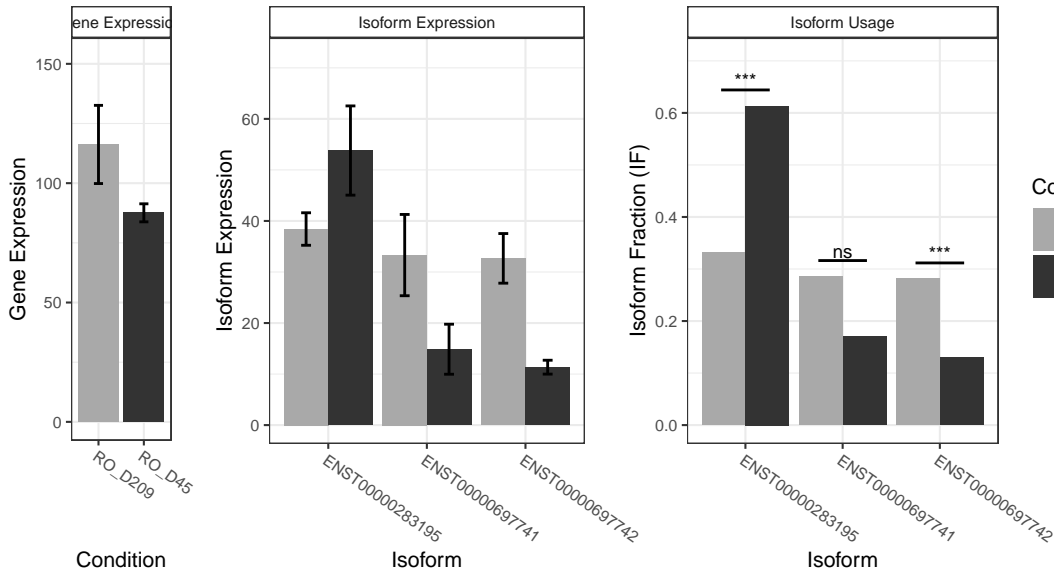 ene Expressio
Isoform Expression
Isoform Usage
Gene Expression
150
100
50
0
RO_D209
RO_D45
Condition
Isoform Expression
60
40
20
0
ENST00000283195
ENST00000697741
ENST00000697742
Isoform
Isoform Fraction (IF)
0.6
0.4
0.2
0.0
***
ns
***
ENST00000283195
ENST00000697741
ENST00000697742
Isoform
Co